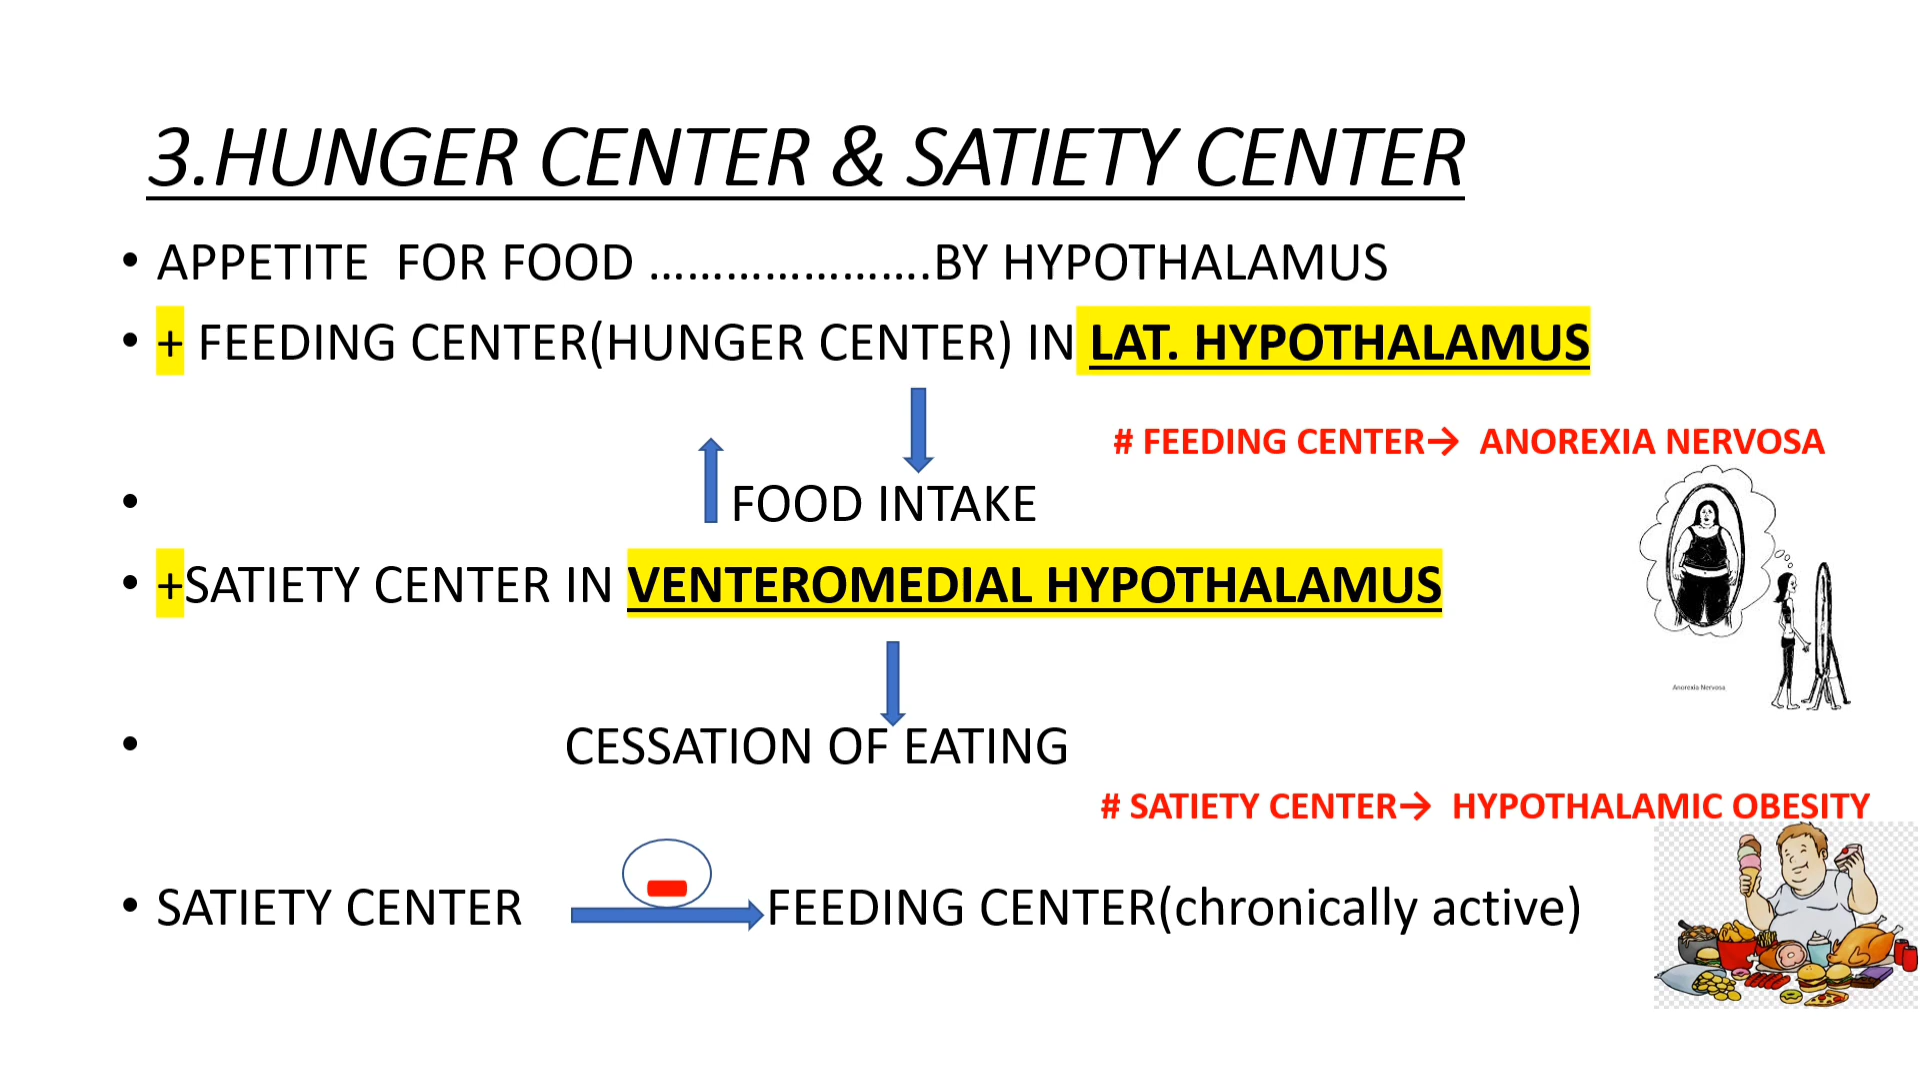 3.HUNGER CENTER & SATIETY CENTER
• APPETITE FOR FOOD ………………….BY HYPOTHALAMUS
• + FEEDING CENTER(HUNGER CENTER) IN LAT. HYPOTHALAMUS
# FEEDING CENTER→ ANOREXIA NERVOSA
• FOOD INTAKE
• +SATIETY CENTER IN VENTEROMEDIAL HYPOTHALAMUS
Anorexia Nervosa
• CESSATION OF EATING
# SATIETY CENTER→ HYPOTHALAMIC OBESITY
• SATIETY CENTER FEEDING CENTER(chronically active)